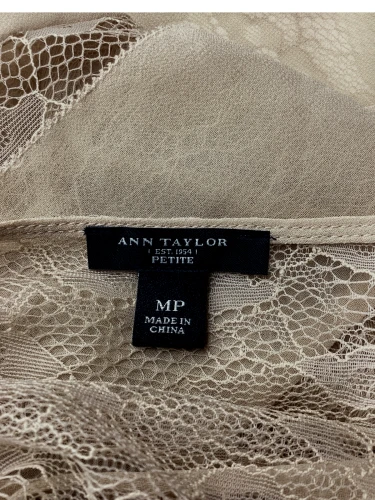 ANN TAYLOR
| EST. 1954 |
PETITE
MP
MADE IN
CHINA